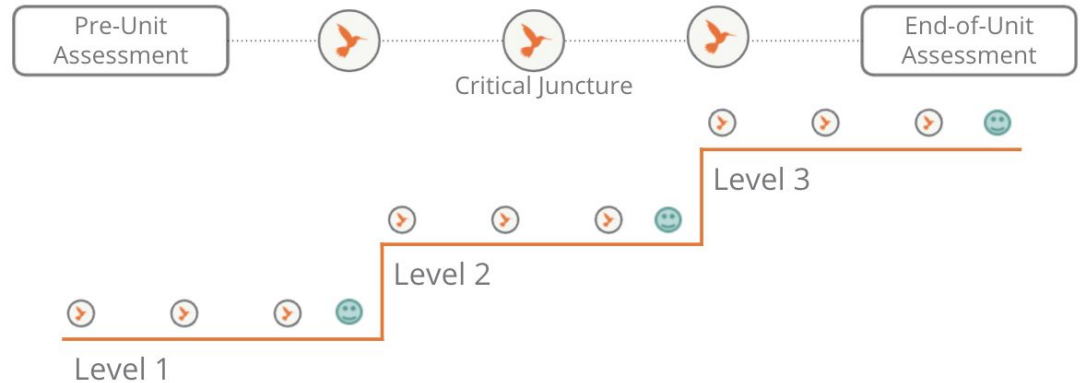 Pre-Unit
Assessment
End-of-Unit
Assessment
Critical Juncture
Level 3
Level 2
Level 1